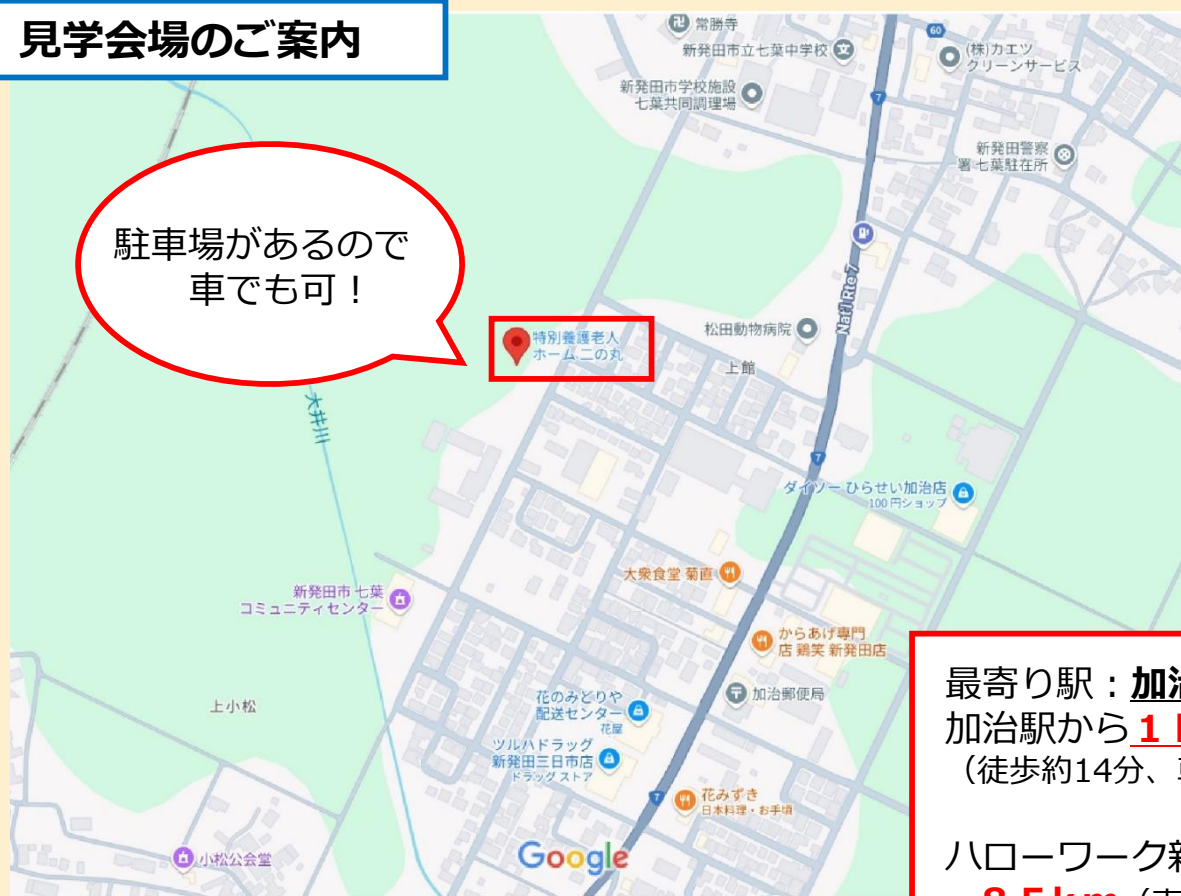 見学会場のご案内
卍 常勝寺
新発田市立七葉中学校 文
60
(株)カエツ
クリーンサービス
新発田市学校施設
七葉共同調理場
7
新発田警察
署 七葉駐在所
駐車場があるので
車でも可！
Nat'l Rte 7
特別養護老人
ホーム 二の丸
松田動物病院
上館
大井川
7
ダイソー ひらせい加治店
100 円ショップ
大衆食堂 菊直
新発田市 七葉
コミュニティセンター
からあげ専門
店 鶏笑 新発田店
加治郵便局
上小松
花のみどりや
配送センター
花屋
ツルハドラッグ
新発田三日市店
ドラッグ ストア
7
花みずき
日本料理・お手頃
小松公会堂
Google
最寄り駅：加治
加治駅から１
（徒歩約14分、
ハローワーク新
８.５ｋｍ